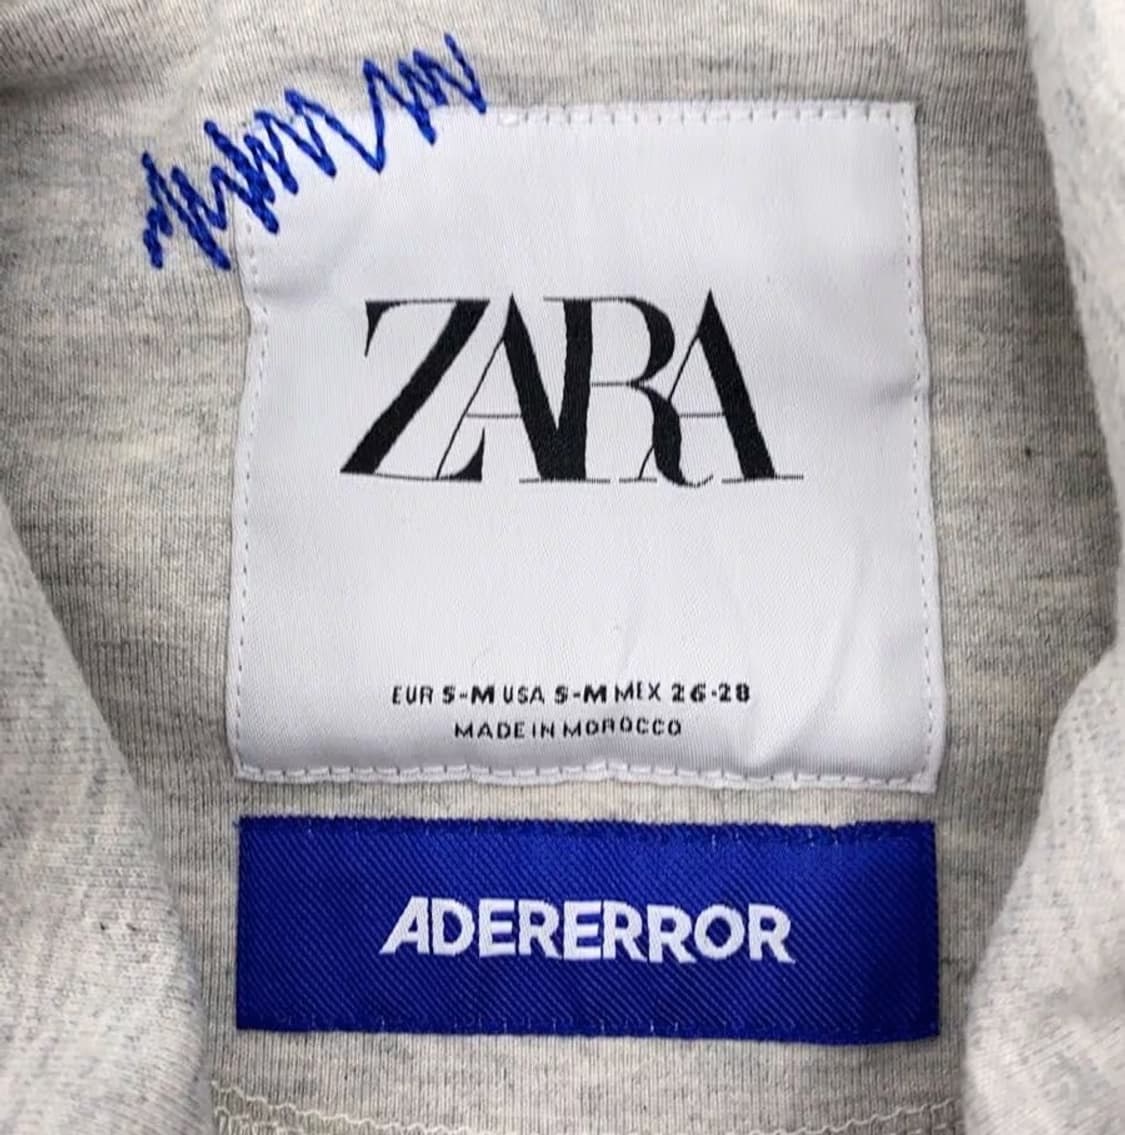 ZARA
EUR S-M USA S-M MEX 26-28
MADE IN MOROCCO
ADERERROR